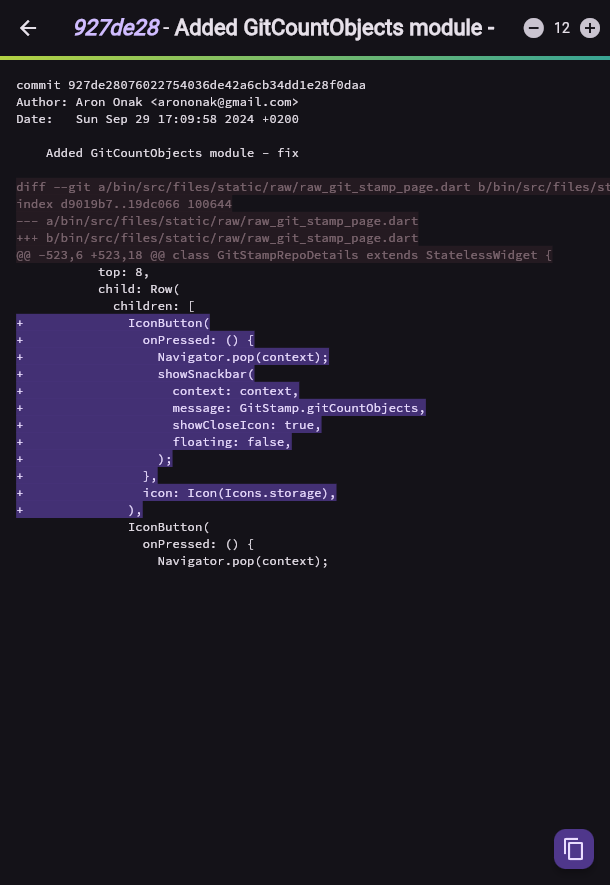 927de28 - Added GitCountObjects module -
12
commit 927de28076022754036de42a6cb34dd1e28f0daa
Author: Aron Onak <arononak@gmail.com>
Date:   Sun Sep 29 17:09:58 2024 +0200
    Added GitCountObjects module - fix
diff --git a/bin/src/files/static/raw/raw_git_stamp_page.dart b/bin/src/files/st
index d9019b7..19dc066 100644
--- a/bin/src/files/static/raw/raw_git_stamp_page.dart
+++ b/bin/src/files/static/raw/raw_git_stamp_page.dart
@@ -523,6 +523,18 @@ class GitStampRepoDetails extends StatelessWidget {
           top: 8,
           child: Row(
             children: [
+              IconButton(
+                onPressed: () {
+                  Navigator.pop(context);
+                  showSnackbar(
+                    context: context,
+                    message: GitStamp.gitCountObjects,
+                    showCloseIcon: true,
+                    floating: false,
+                  );
+                },
+                icon: Icon(Icons.storage),
+              ),
               IconButton(
                 onPressed: () {
                   Navigator.pop(context);